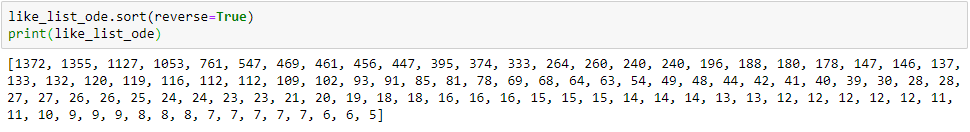 like_list_ode.sort(reverse=True)
print(like_list_ode)
[1372, 1355, 1127, 1053, 761, 547, 469, 461, 456, 447, 395, 374, 333, 264, 260, 240, 240, 196, 188, 180, 178, 147, 146, 137,
133, 132, 120, 119, 116, 112, 112, 109, 102, 93, 91, 85, 81, 78, 69, 68, 64, 63, 54, 49, 48, 44, 42, 41, 40, 39, 30, 28, 28,
27, 27, 26, 26, 25, 24, 24, 23, 23, 21, 20, 19, 18, 18, 16, 16, 16, 15, 15, 15, 14, 14, 14, 13, 13, 12, 12, 12, 12, 12, 11,
11, 10, 9, 9, 9, 8, 8, 8, 7, 7, 7, 7, 7, 6, 6, 5]